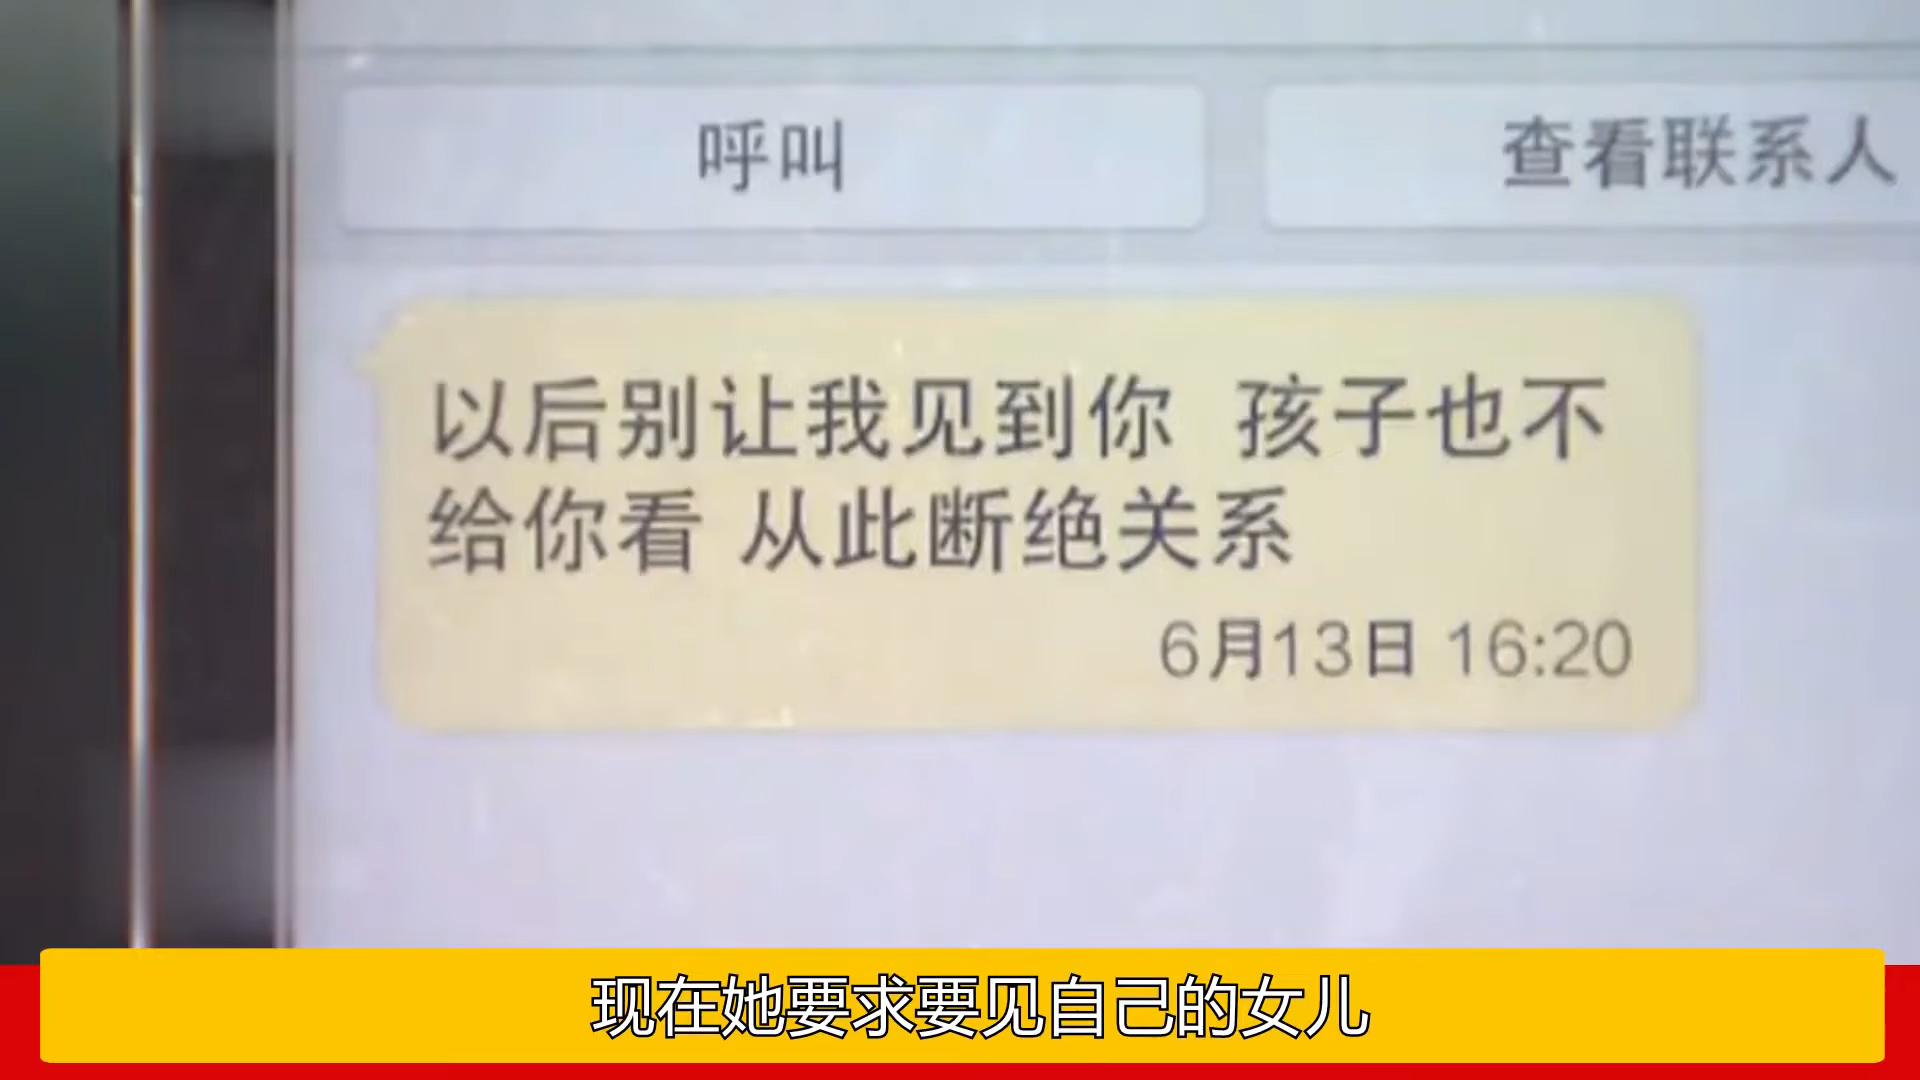 呼叫
查看联系人
以后别让我见到你 孩子也不
给你看 从此断绝关系
6月13日 16:20
现在她要求要见自己的女儿